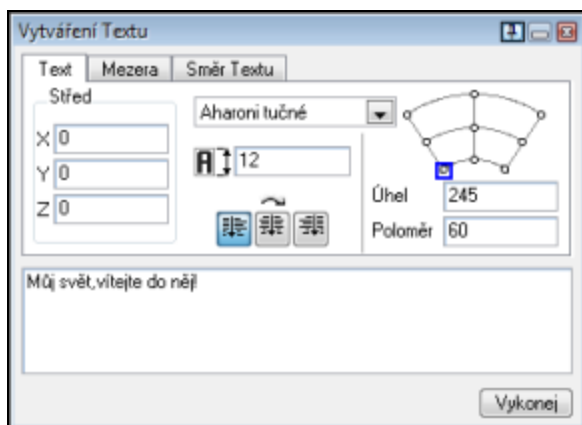 Vytváření Textu
Text Mezera Směr Textu
Střed
Aharoni tučné
X 0
A 12
Y 0
Úhel 245
Z 0
Poloměr 60
Můj svět,vítejte do něj!
Vykonej